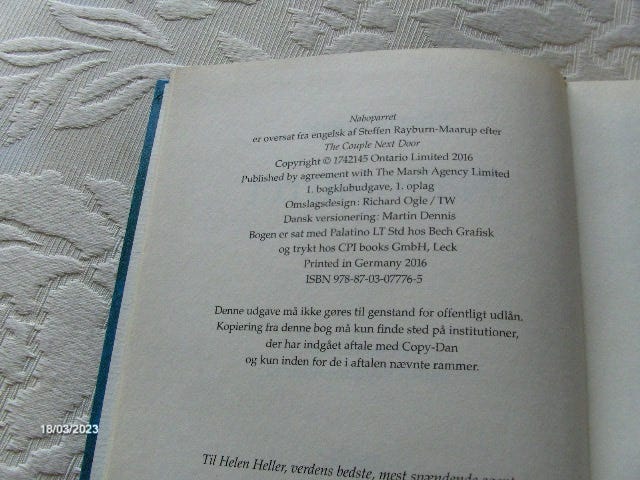 Naboparret
er oversat fra engelsk af Steffen Rayburn-Maarup efter
The Couple Next Door
Copyright © 1742145 Ontario Limited 2016
Published by agreement with The Marsh Agency Limited
1. bogklubudgave, 1. oplag
Omslagsdesign: Richard Ogle / TW
Dansk versionering: Martin Dennis
Bogen er sat med Palatino LT Std hos Bech Grafisk
og trykt hos CPI books GmbH, Leck
Printed in Germany 2016
ISBN 978-87-03-07776-5
Denne udgave må ikke gøres til genstand for offentligt udlån.
Kopiering fra denne bog må kun finde sted på institutioner,
der har indgået aftale med Copy-Dan
og kun inden for de i aftalen nævnte rammer.
Til Helen Heller, verdens bedste, mest spændende agent
18/03/2023